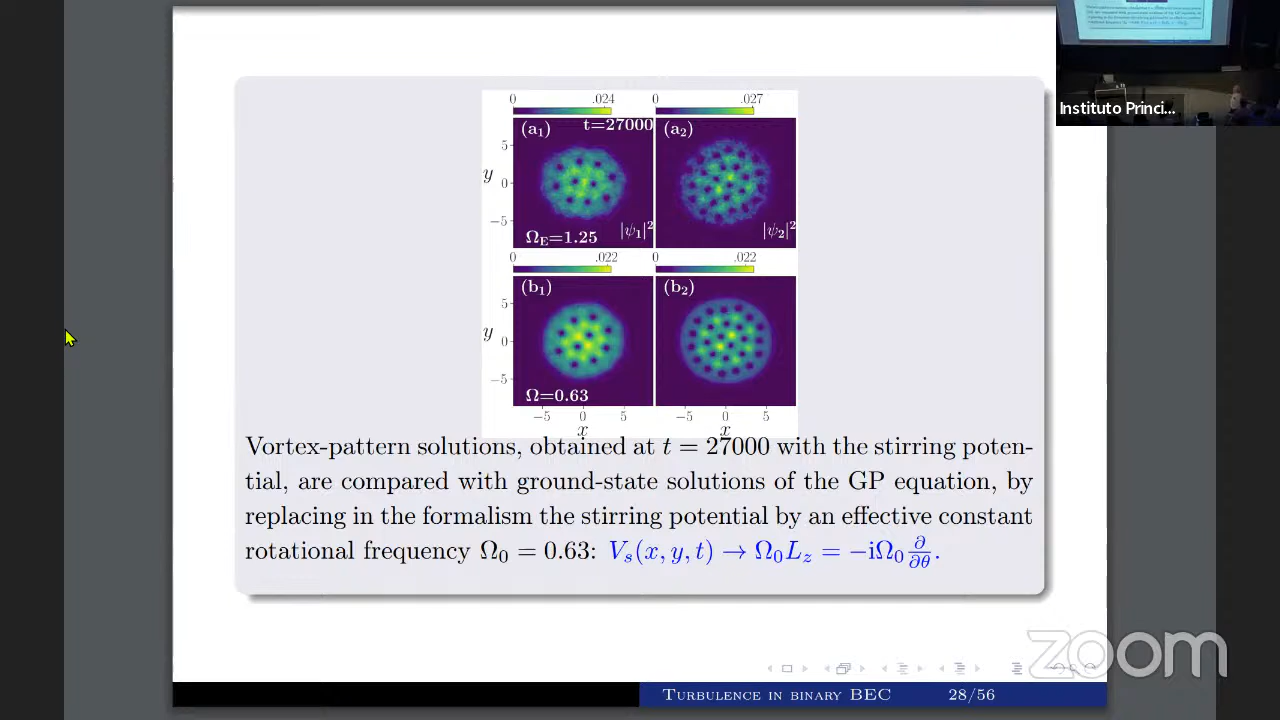 Instituto Princi...
0 .024 0 .027
(a₁) t=27000 (a₂)
5
y 0
−5
Ω_E=1.25 |ψ₁|² |ψ₂|²
0 .022 0 .022
(b₁) (b₂)
5
y 0
−5
Ω=0.63
−5 0 5 −5 0 5
x x
Vortex-pattern solutions, obtained at t = 27000 with the stirring poten-
tial, are compared with ground-state solutions of the GP equation, by
replacing in the formalism the stirring potential by an effective constant
rotational frequency Ω₀ = 0.63: V_s(x, y, t) → Ω₀L_z = −iΩ₀ ∂/∂θ.
zoom
Turbulence in binary BEC 28/56